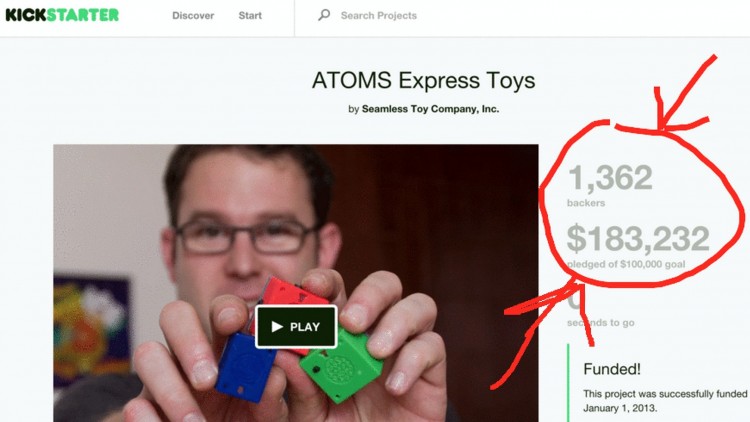 KICKSTARTER
Discover
Start
Search Projects
ATOMS Express Toys
by Seamless Toy Company, Inc.
1,362
backers
$183,232
pledged of $100,000 goal
0
seconds to go
PLAY
Funded!
This project was successfully funded
January 1, 2013.